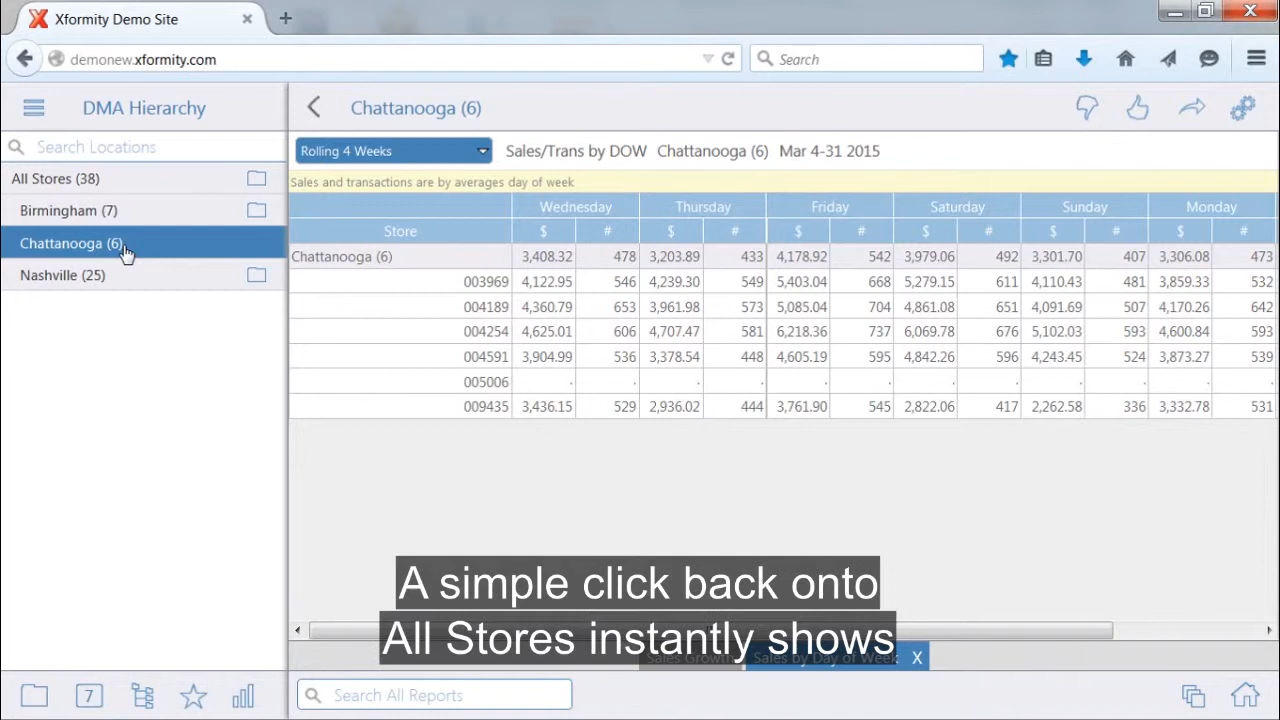 Xformity Demo Site
demonew.xformity.com
Search
DMA Hierarchy
Chattanooga (6)
Search Locations
Rolling 4 Weeks Sales/Trans by DOW Chattanooga (6) Mar 4-31 2015
All Stores (38)
Sales and transactions are by averages day of week
Birmingham (7)
Chattanooga (6)
Nashville (25)
Wednesday Thursday Friday Saturday Sunday Monday
Store $ # $ # $ # $ # $ # $ #
Chattanooga (6) 3,408.32 478 3,203.89 433 4,178.92 542 3,979.06 492 3,301.70 407 3,306.08 473
003969 4,122.95 546 4,239.30 549 5,403.04 668 5,279.15 611 4,110.43 481 3,859.33 532
004189 4,360.79 653 3,961.98 573 5,085.04 704 4,861.08 651 4,091.69 507 4,170.26 642
004254 4,625.01 606 4,707.47 581 6,218.36 737 6,069.78 676 5,102.03 593 4,600.84 593
004591 3,904.99 536 3,378.54 448 4,605.19 595 4,842.26 596 4,243.45 524 3,873.27 539
005006 . . . . . . . . . . . .
009435 3,436.15 529 2,936.02 444 3,761.90 545 2,822.06 417 2,262.58 336 3,332.78 531
A simple click back onto
All Stores instantly shows
Sales Growth Sales by Day of Week X
7
Search All Reports